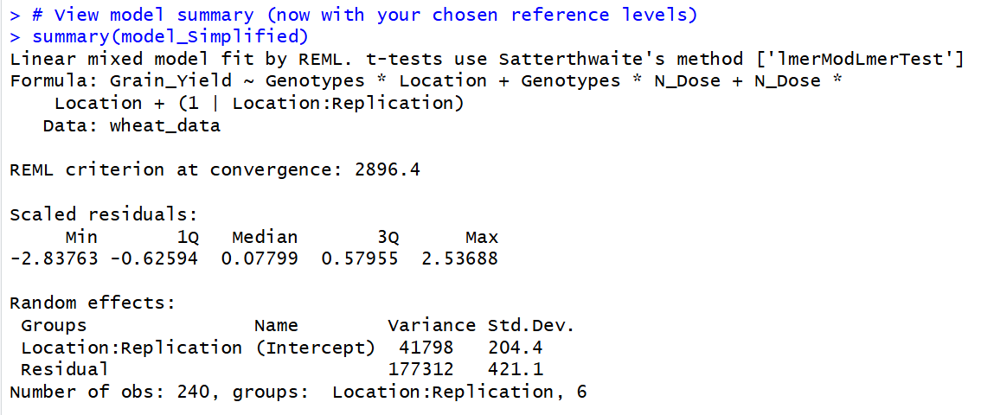 > # View model summary (now with your chosen reference levels)
> summary(model_Simplified)
Linear mixed model fit by REML. t-tests use Satterthwaite's method ['lmerModLmerTest']
Formula: Grain_Yield ~ Genotypes * Location + Genotypes * N_Dose + N_Dose *
    Location + (1 | Location:Replication)
   Data: wheat_data

REML criterion at convergence: 2896.4

Scaled residuals:
     Min       1Q   Median       3Q      Max
-2.83763 -0.62594  0.07799  0.57955  2.53688

Random effects:
 Groups               Name        Variance Std.Dev.
 Location:Replication (Intercept)  41798   204.4
 Residual                         177312   421.1
Number of obs: 240, groups:  Location:Replication, 6